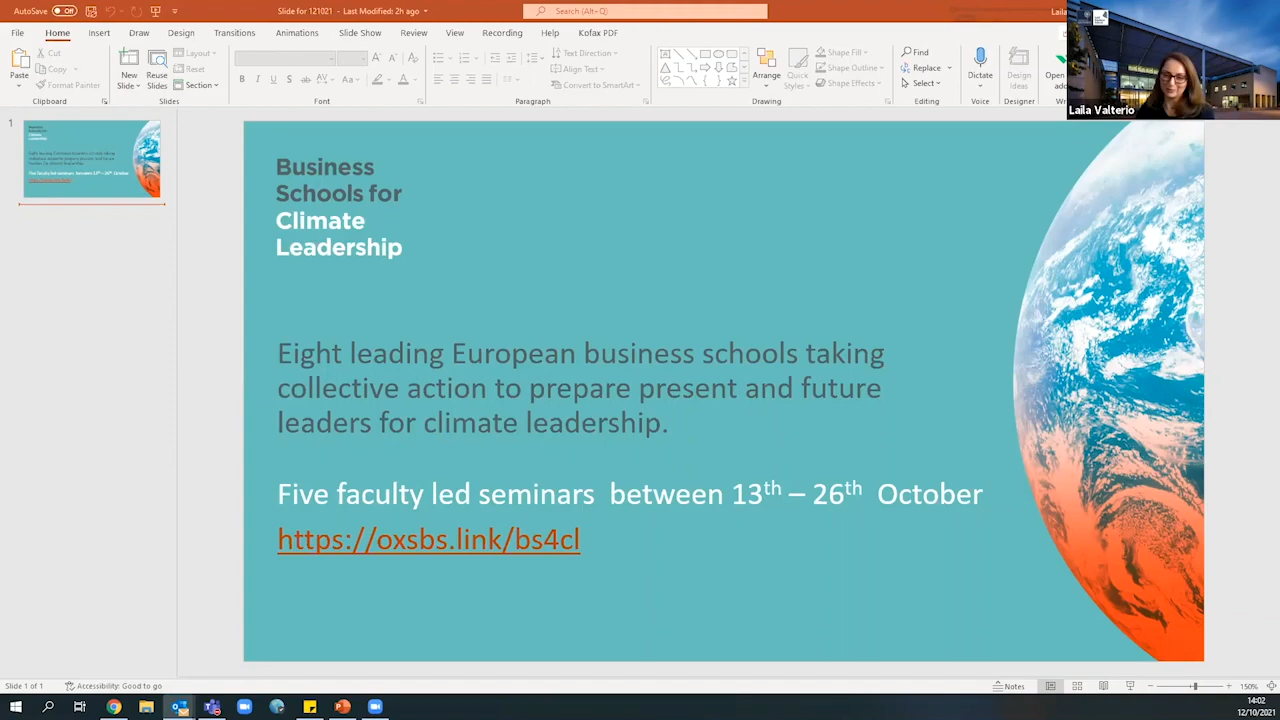 AutoSave Off
Slide for 121021 - Last Modified: 2h ago
Search (Alt+Q)
Laila Valterio
File Home Insert Draw Design Transitions Animations Slide Show Review View Recording Help Kofax PDF
Paste
Cut
Copy
Format Painter
Clipboard
New Slide
Reuse Slides
Layout
Reset
Section
Slides
B I U S ab AV Aa A A
Font
Text Direction
Align Text
Convert to SmartArt
Paragraph
Arrange
Quick Styles
Shape Fill
Shape Outline
Shape Effects
Drawing
Find
Replace
Select
Editing
Dictate
Voice
Design Ideas
Designer
1
Business
Schools for
Climate
Leadership
Eight leading European business schools taking
collective action to prepare present and future
leaders for climate leadership.
Five faculty led seminars between 13th – 26th October
https://oxsbs.link/bs4cl
Slide 1 of 1
Accessibility: Good to go
Notes
150%
14:02
12/10/2021